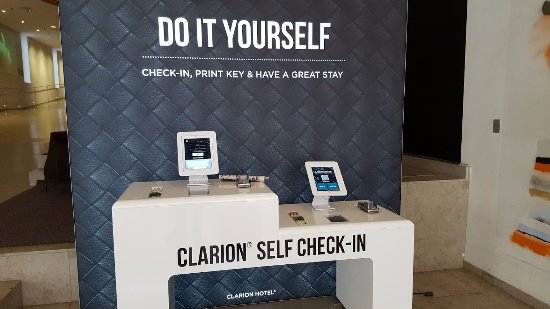 DO IT YOURSELF
CHECK-IN, PRINT KEY & HAVE A GREAT STAY
CLARION® SELF CHECK-IN
CLARION HOTEL®